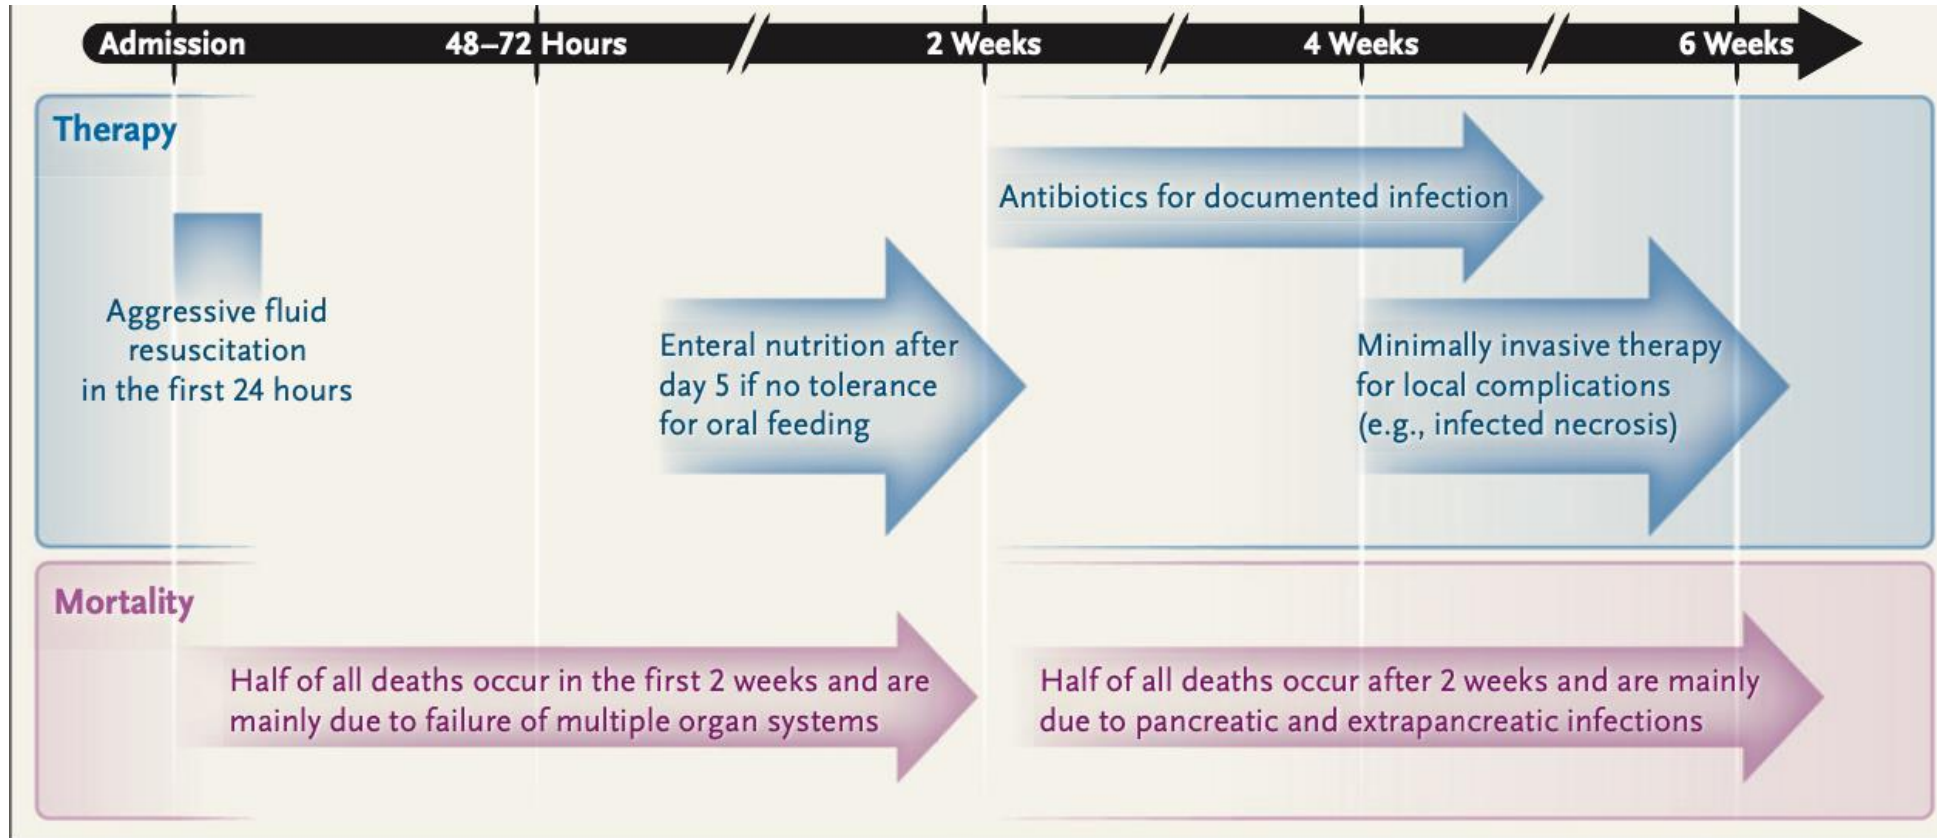 Admission 48–72 Hours 2 Weeks 4 Weeks 6 Weeks
Therapy
Antibiotics for documented infection
Aggressive fluid
resuscitation
in the first 24 hours
Enteral nutrition after
day 5 if no tolerance
for oral feeding
Minimally invasive therapy
for local complications
(e.g., infected necrosis)
Mortality
Half of all deaths occur in the first 2 weeks and are
mainly due to failure of multiple organ systems
Half of all deaths occur after 2 weeks and are mainly
due to pancreatic and extrapancreatic infections